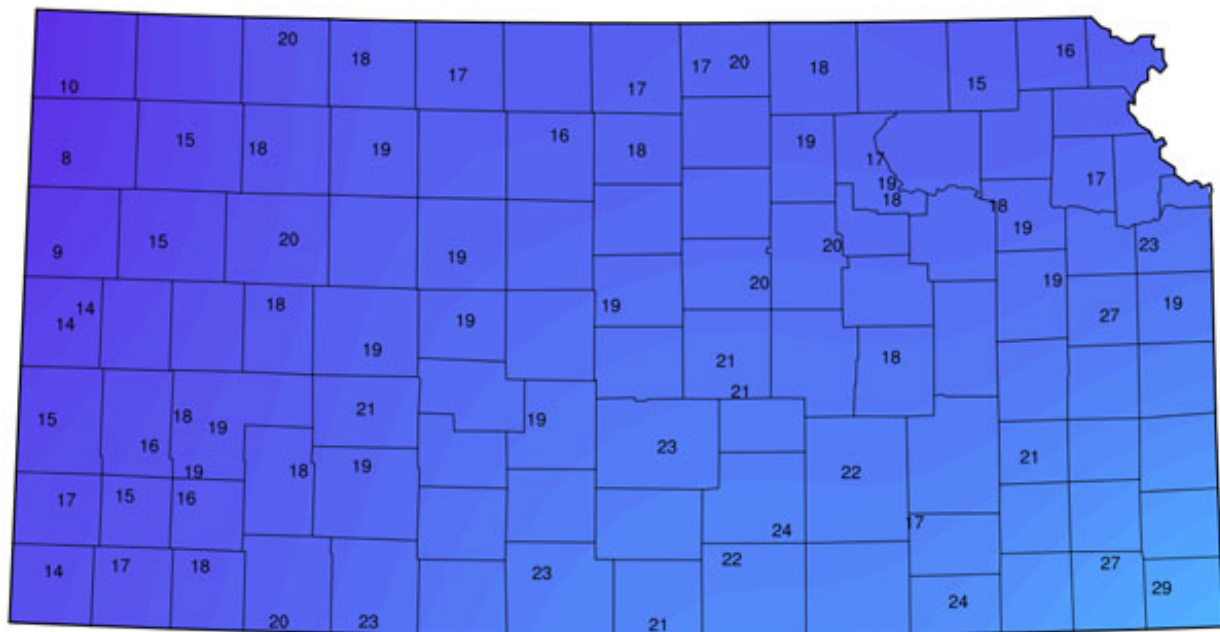 20 18 17 17 17 20 18 15 16
10
8 15 18 19 16 18 19 17 17
19 18 18
9 15 20 19 20 19 23
14 14 18 19 19 20 19 27 19
19 21 18
15 18 19 21 21 19
16 19 18 19 23 22 21
17 15 16 24 17
14 17 18 23 22 27
20 23 21 24 29